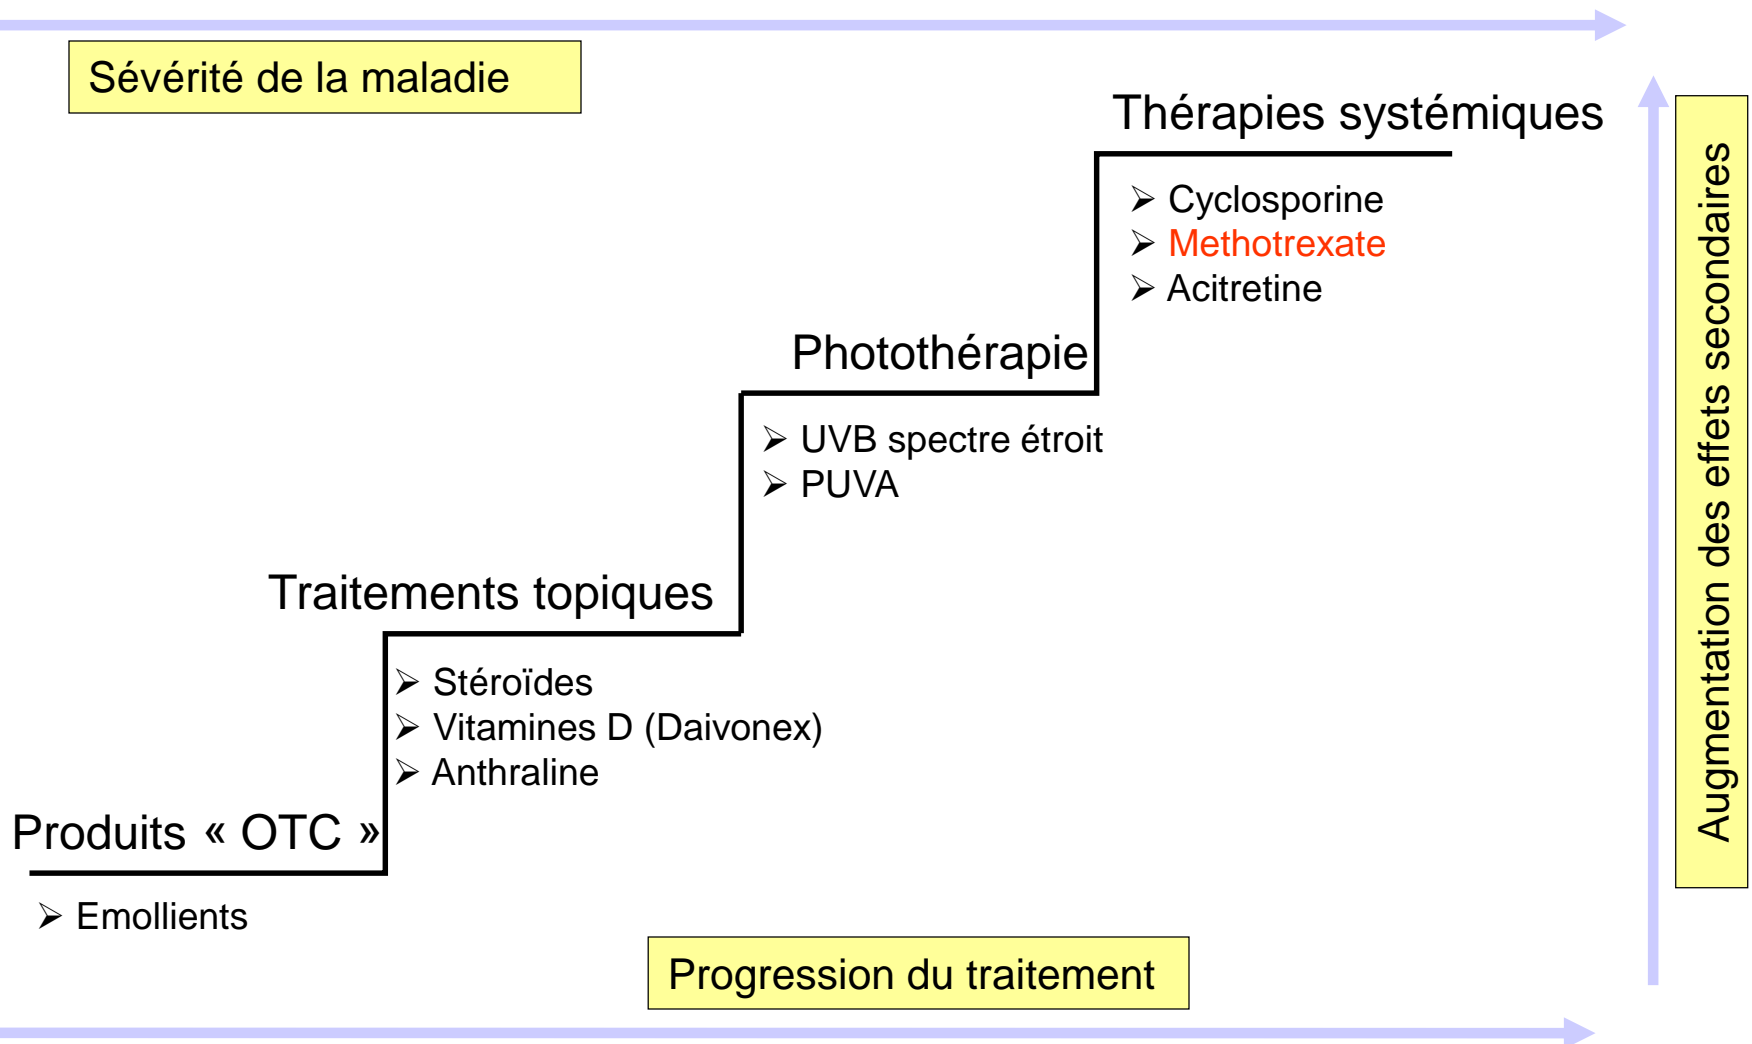 Sévérité de la maladie
Thérapies systémiques
➢ Cyclosporine
➢ Methotrexate
➢ Acitretine
Photothérapie
➢ UVB spectre étroit
➢ PUVA
Traitements topiques
➢ Stéroïdes
➢ Vitamines D (Daivonex)
➢ Anthraline
Produits « OTC »
➢ Emollients
Progression du traitement
Augmentation des effets secondaires